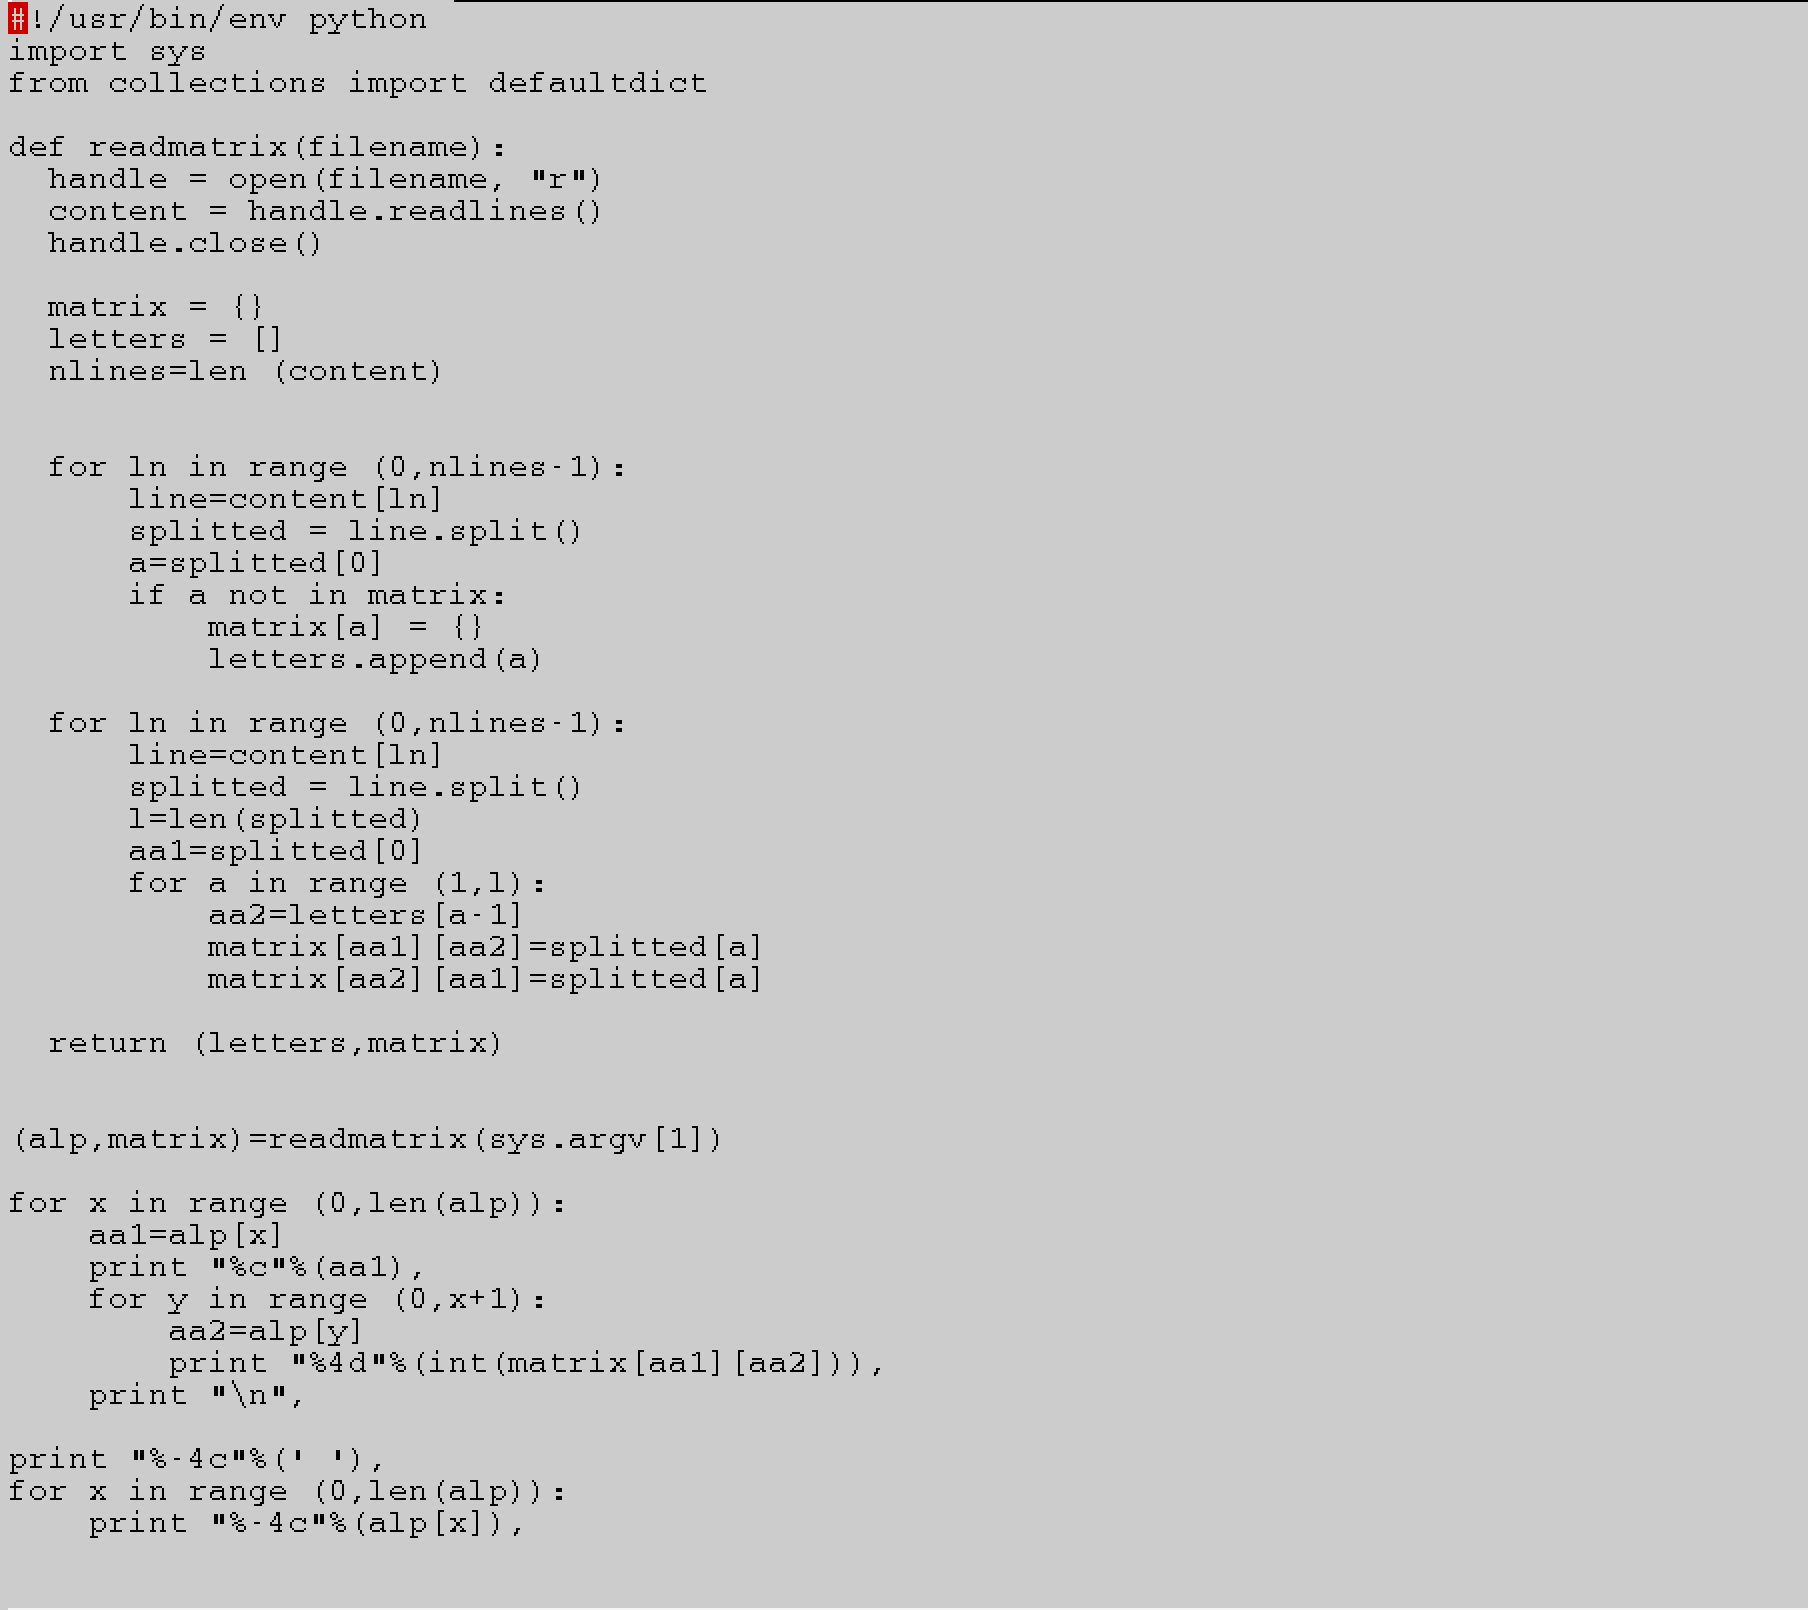 #!/usr/bin/env python
import sys
from collections import defaultdict

def readmatrix(filename):
  handle = open(filename, "r")
  content = handle.readlines()
  handle.close()

  matrix = {}
  letters = []
  nlines=len (content)


  for ln in range (0,nlines-1):
      line=content[ln]
      splitted = line.split()
      a=splitted[0]
      if a not in matrix:
          matrix[a] = {}
          letters.append(a)

  for ln in range (0,nlines-1):
      line=content[ln]
      splitted = line.split()
      l=len(splitted)
      aa1=splitted[0]
      for a in range (1,l):
          aa2=letters[a-1]
          matrix[aa1][aa2]=splitted[a]
          matrix[aa2][aa1]=splitted[a]

  return (letters,matrix)


(alp,matrix)=readmatrix(sys.argv[1])

for x in range (0,len(alp)):
    aa1=alp[x]
    print "%c"%(aa1),
    for y in range (0,x+1):
        aa2=alp[y]
        print "%4d"%(int(matrix[aa1][aa2])),
    print "\n",

print "%-4c"%(' '),
for x in range (0,len(alp)):
    print "%-4c"%(alp[x]),